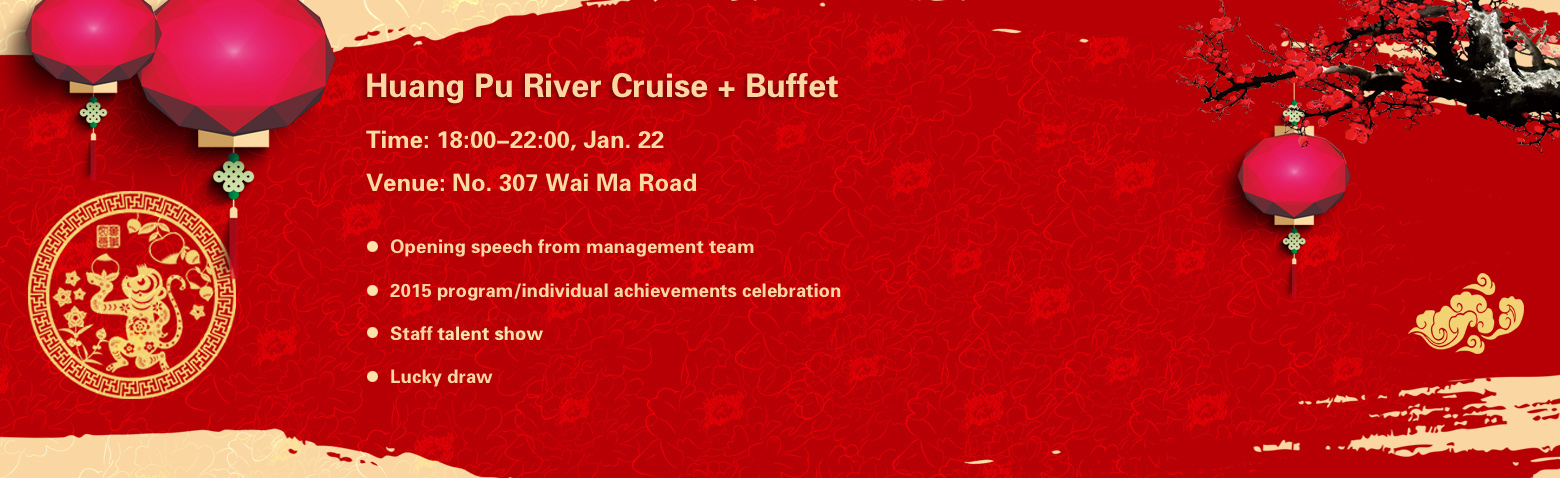 Huang Pu River Cruise + Buffet
Time: 18:00–22:00, Jan. 22
Venue: No. 307 Wai Ma Road
● Opening speech from management team
● 2015 program/individual achievements celebration
● Staff talent show
● Lucky draw